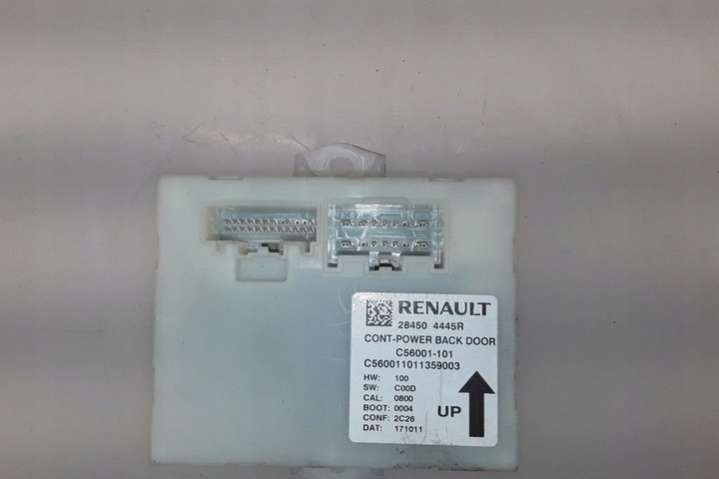 RENAULT
28450 4445R
CONT-POWER BACK DOOR
C56001-101
C560011011359003
HW: 100
SW: C00D
CAL: 0800
BOOT: 0004
CONF: 2C26
DAT: 171011
UP